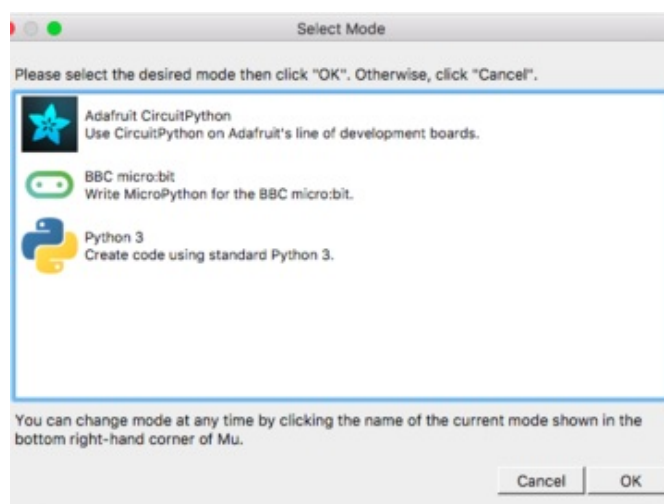 Select Mode
Please select the desired mode then click "OK". Otherwise, click "Cancel".
Adafruit CircuitPython
Use CircuitPython on Adafruit's line of development boards.
BBC micro:bit
Write MicroPython for the BBC micro:bit.
Python 3
Create code using standard Python 3.
You can change mode at any time by clicking the name of the current mode shown in the
bottom right-hand corner of Mu.
Cancel OK